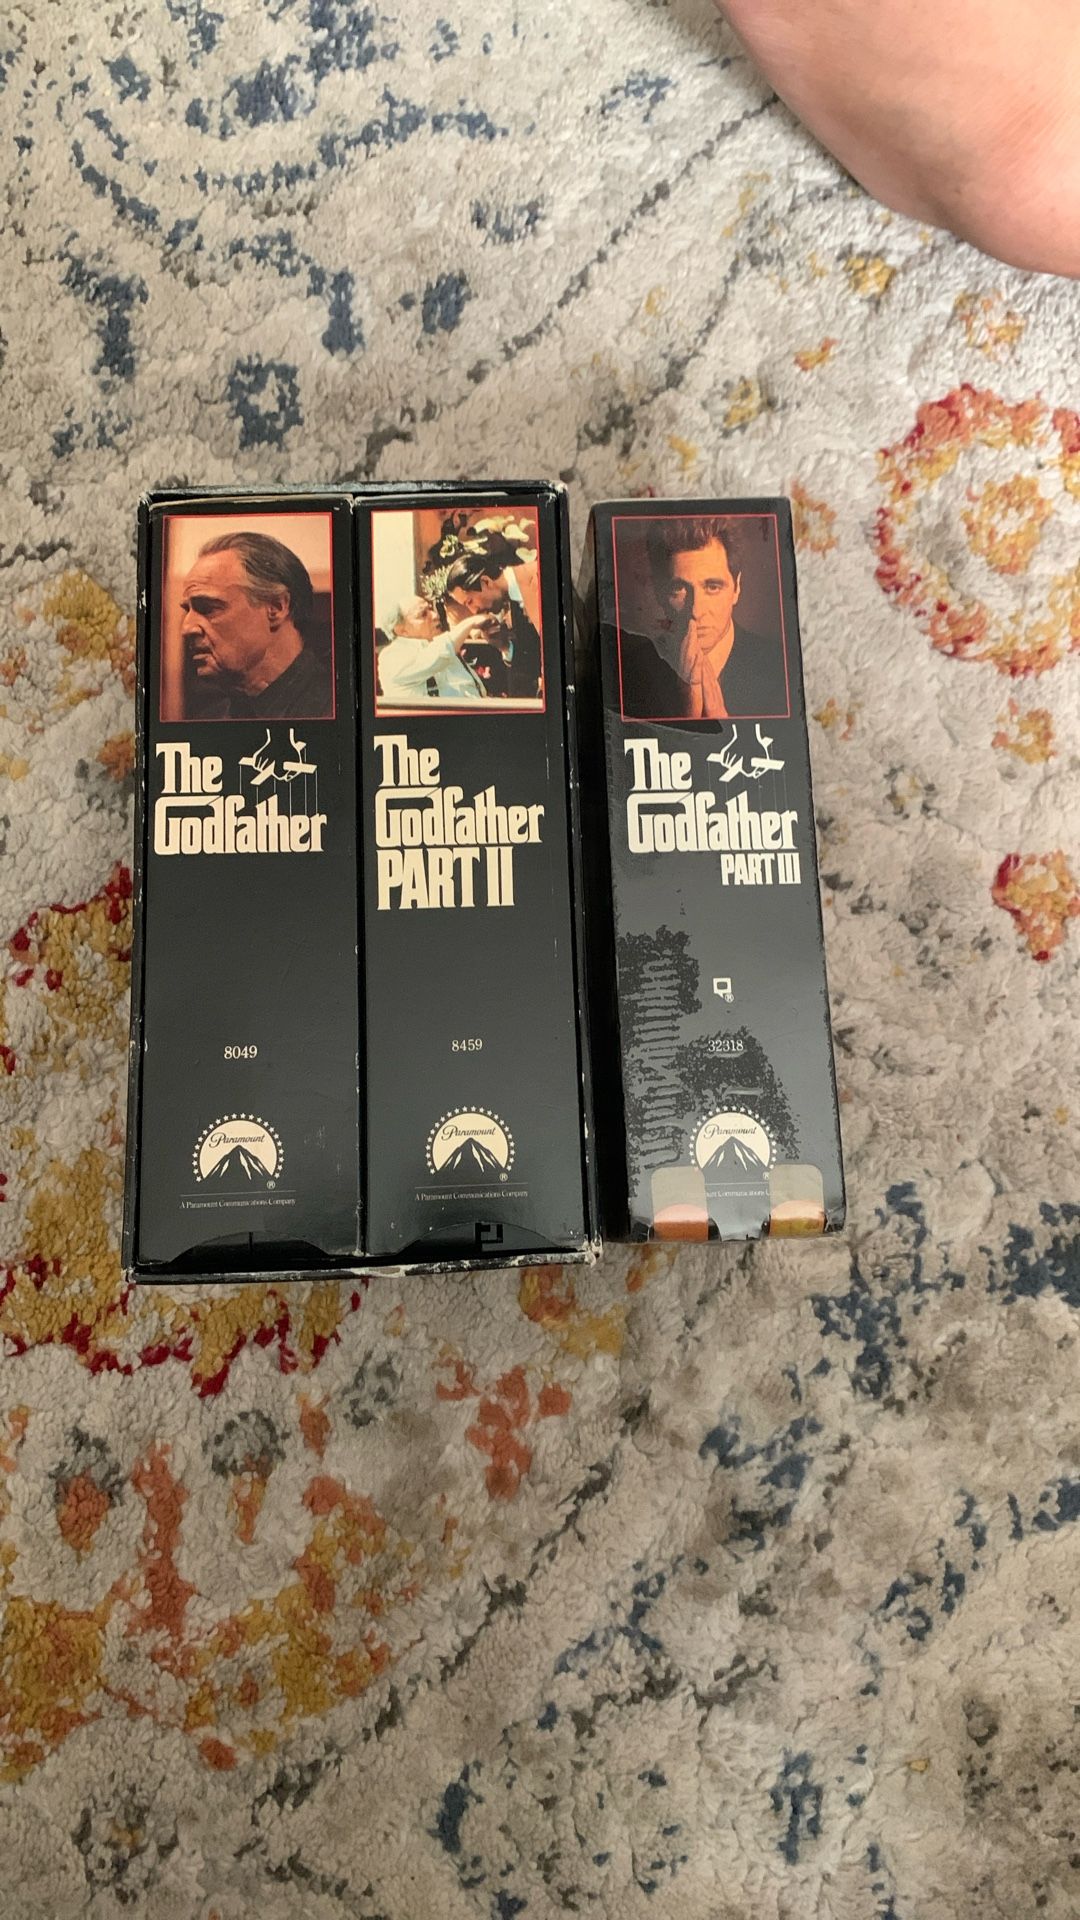 The
Godfather
8049
Paramount
®
A Paramount Communications Company
The
Godfather
PART II
8459
Paramount
®
A Paramount Communications Company
The
Godfather
PART III
®
32318
Paramount
®